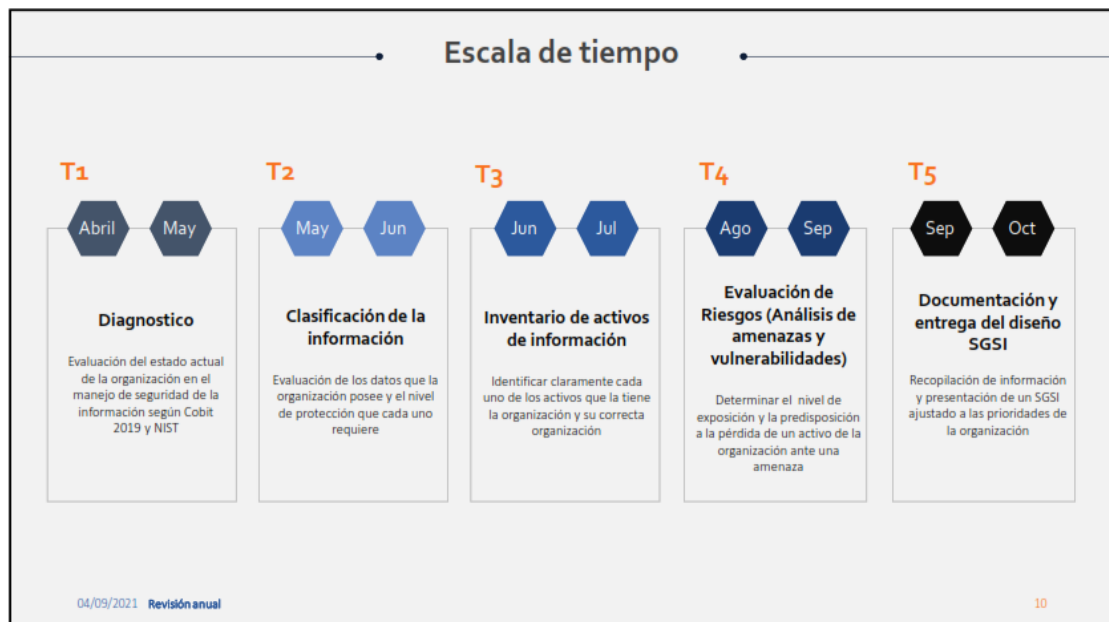 Escala de tiempo
T1
Abril
May
Diagnostico
Evaluación del estado actual
de la organización en el
manejo de seguridad de la
información según Cobit
2019 y NIST
T2
May
Jun
Clasificación de la
información
Evaluación de los datos que la
organización posee y el nivel
de protección que cada uno
requiere
T3
Jun
Jul
Inventario de activos
de información
Identificar claramente cada
uno de los activos que la tiene
la organización y su correcta
organización
T4
Ago
Sep
Evaluación de
Riesgos (Análisis de
amenazas y
vulnerabilidades)
Determinar el nivel de
exposición y la predisposición
a la pérdida de un activo de la
organización ante una
amenaza
T5
Sep
Oct
Documentación y
entrega del diseño
SGSI
Recopilación de información
y presentación de un SGSI
ajustado a las prioridades de
la organización
04/09/2021 Revisión anual
10